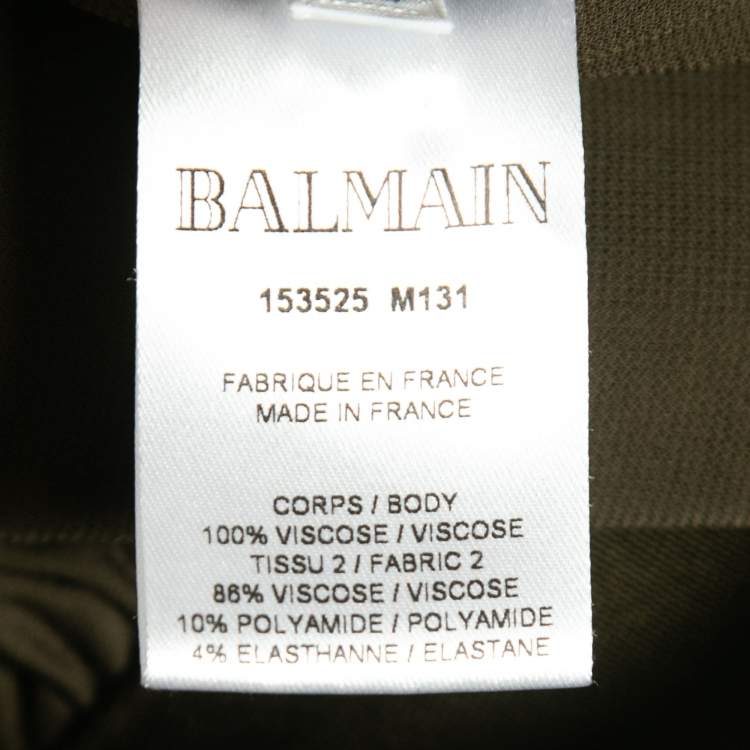 BALMAIN
153525 M131
FABRIQUE EN FRANCE
MADE IN FRANCE
CORPS / BODY
100% VISCOSE / VISCOSE
TISSU 2 / FABRIC 2
86% VISCOSE / VISCOSE
10% POLYAMIDE / POLYAMIDE
4% ELASTHANNE / ELASTANE